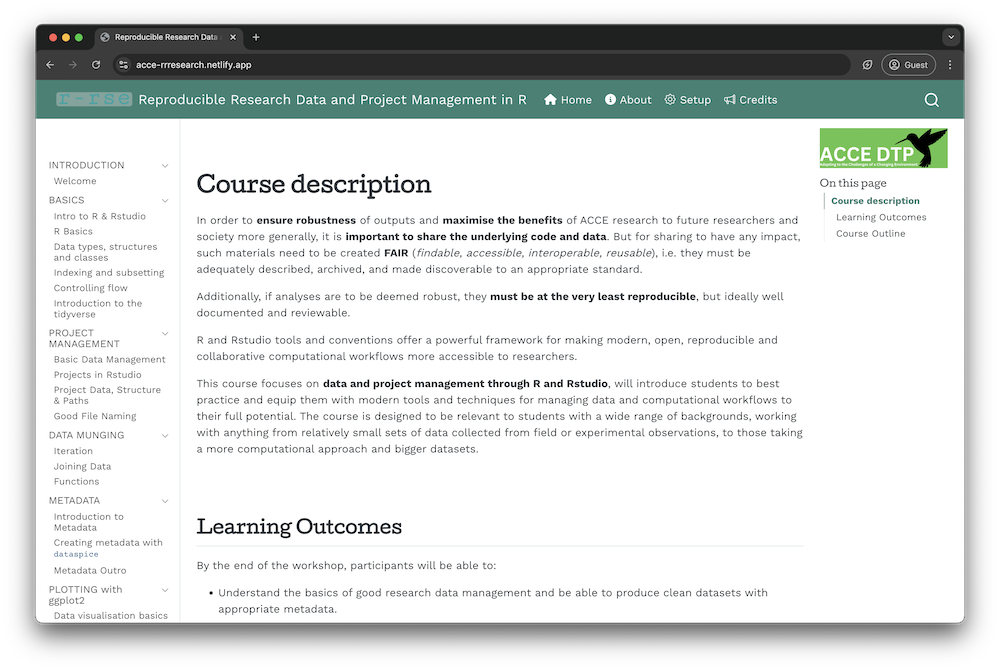 Reproducible Research Data
acce-rrresearch.netlify.app
Guest
r-rse
Reproducible Research Data and Project Management in R
Home
About
Setup
Credits
INTRODUCTION
Welcome
BASICS
Intro to R & Rstudio
R Basics
Data types, structures
and classes
Indexing and subsetting
Controlling flow
Introduction to the
tidyverse
PROJECT
MANAGEMENT
Basic Data Management
Projects in Rstudio
Project Data, Structure
& Paths
Good File Naming
DATA MUNGING
Iteration
Joining Data
Functions
METADATA
Introduction to
Metadata
Creating metadata with
dataspice
Metadata Outro
PLOTTING with
ggplot2
Data visualisation basics
Course description
In order to ensure robustness of outputs and maximise the benefits of ACCE research to future researchers and
society more generally, it is important to share the underlying code and data. But for sharing to have any impact,
such materials need to be created FAIR (findable, accessible, interoperable, reusable), i.e. they must be
adequately described, archived, and made discoverable to an appropriate standard.
Additionally, if analyses are to be deemed robust, they must be at the very least reproducible, but ideally well
documented and reviewable.
R and Rstudio tools and conventions offer a powerful framework for making modern, open, reproducible and
collaborative computational workflows more accessible to researchers.
This course focuses on data and project management through R and Rstudio, will introduce students to best
practice and equip them with modern tools and techniques for managing data and computational workflows to
their full potential. The course is designed to be relevant to students with a wide range of backgrounds, working
with anything from relatively small sets of data collected from field or experimental observations, to those taking
a more computational approach and bigger datasets.
Learning Outcomes
By the end of the workshop, participants will be able to:
• Understand the basics of good research data management and be able to produce clean datasets with
appropriate metadata.
ACCE DTP
Adapting to the Challenges of a Changing Environment
On this page
Course description
Learning Outcomes
Course Outline